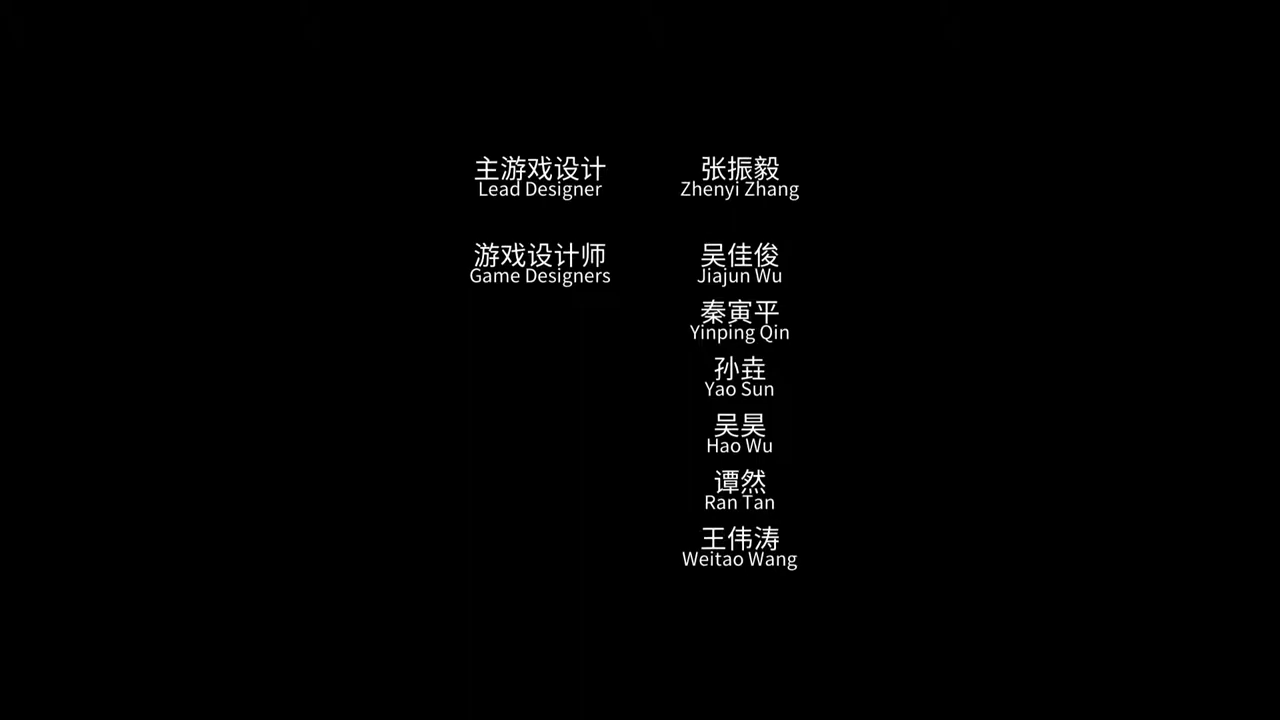 主游戏设计 张振毅
Lead Designer Zhenyi Zhang
游戏设计师 吴佳俊
Game Designers Jiajun Wu
秦寅平
Yinping Qin
孙垚
Yao Sun
吴昊
Hao Wu
谭然
Ran Tan
王伟涛
Weitao Wang